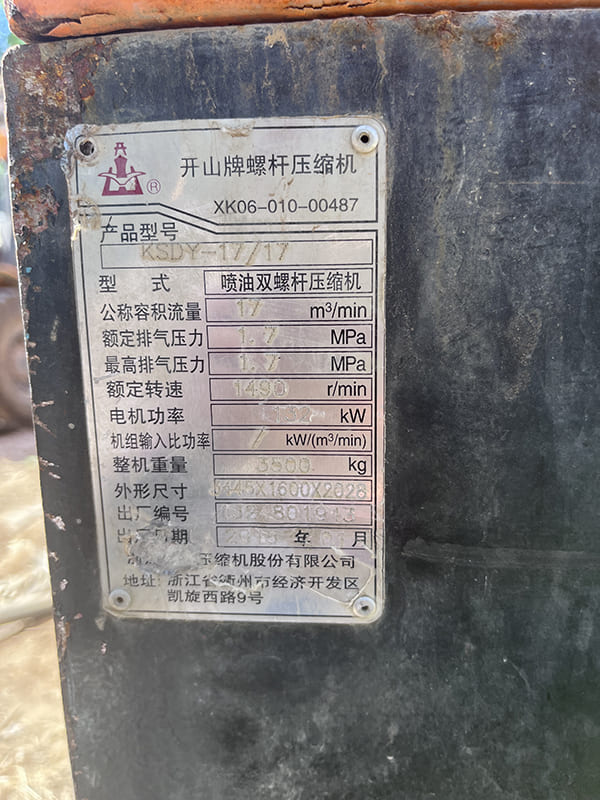 ®
开山牌螺杆压缩机
XK06-010-00487
产品型号
KSDY-17/17
型 式 喷油双螺杆压缩机
公称容积流量 17 m³/min
额定排气压力 1.7 MPa
最高排气压力 1.7 MPa
额定转速 1490 r/min
电机功率 132 kW
机组输入比功率 / kW/(m³/min)
整机重量 3500 kg
外形尺寸 X1600X2028
出厂编号
出厂日期 年 月
压缩机股份有限公司
地址:浙江省衢州市经济开发区
凯旋西路9号